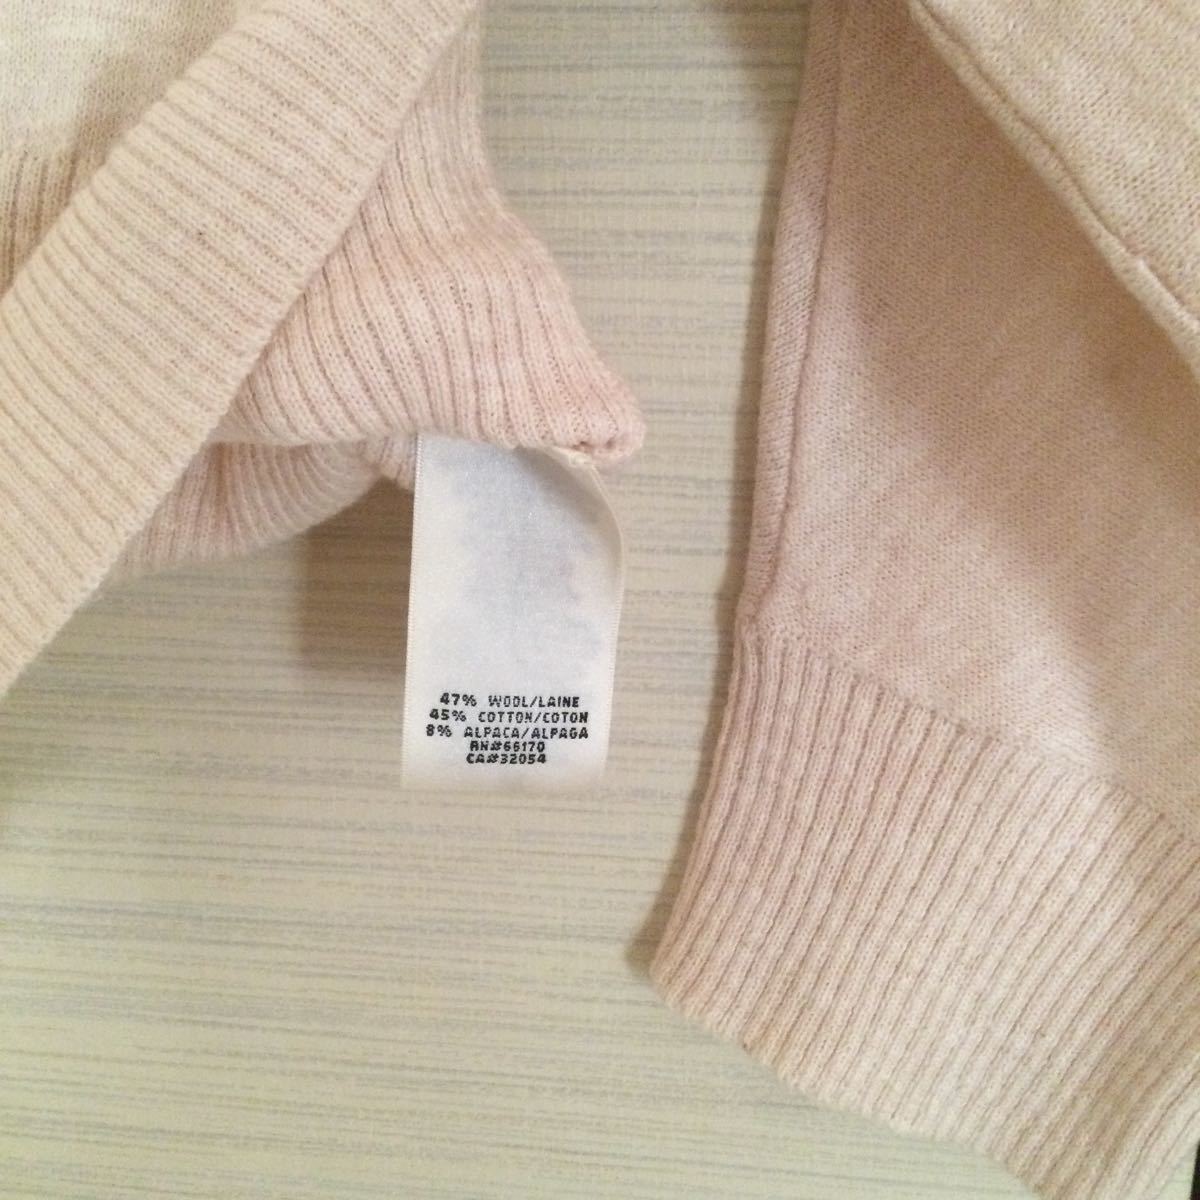 47% WOOL/LAINE
45% COTTON/COTON
8% ALPACA/ALPAGA
RN#66170
CA#32054